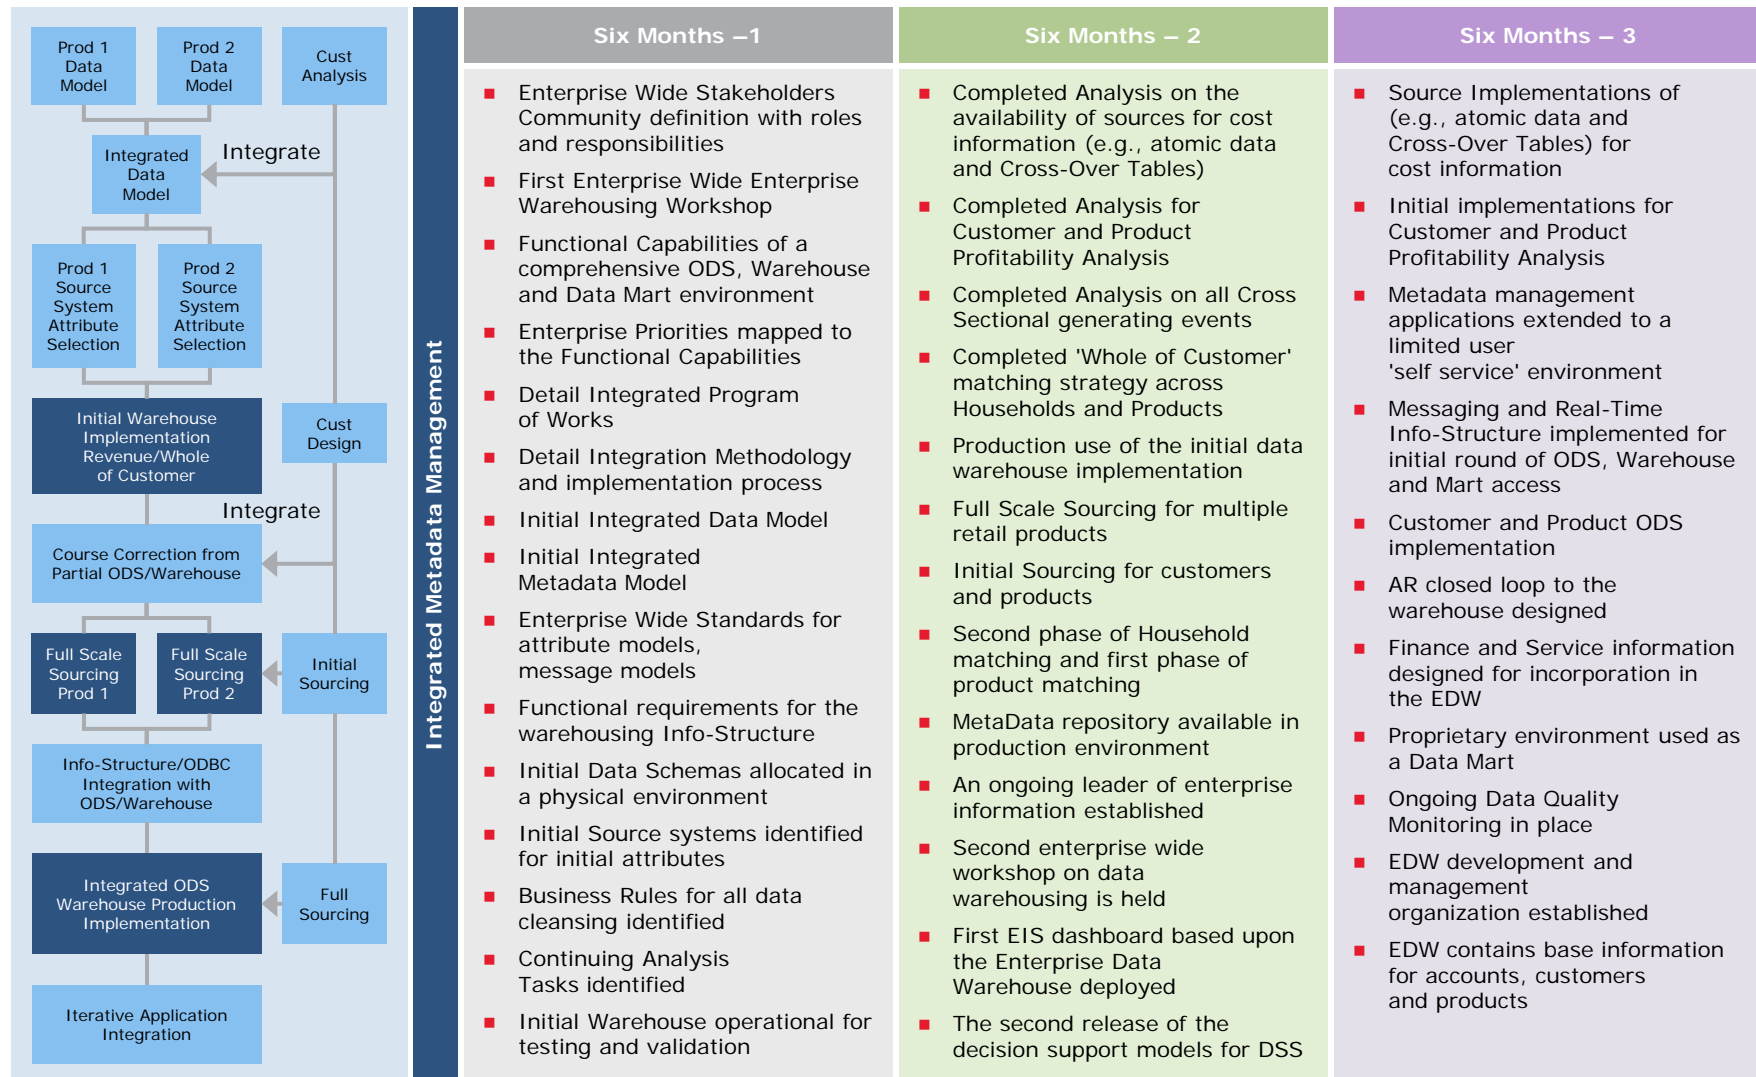 Prod 1
Data
Model
Prod 2
Data
Model
Cust
Analysis
Integrated
Data
Model
Integrate
Prod 1
Source
System
Attribute
Selection
Prod 2
Source
System
Attribute
Selection
Initial Warehouse
Implementation
Revenue/Whole
of Customer
Cust
Design
Integrate
Course Correction from
Partial ODS/Warehouse
Full Scale
Sourcing
Prod 1
Full Scale
Sourcing
Prod 2
Initial
Sourcing
Info-Structure/ODBC
Integration with
ODS/Warehouse
Integrated ODS
Warehouse Production
Implementation
Full
Sourcing
Iterative Application
Integration
Integrated Metadata Management
Six Months –1
Enterprise Wide Stakeholders
Community definition with roles
and responsibilities
First Enterprise Wide Enterprise
Warehousing Workshop
Functional Capabilities of a
comprehensive ODS, Warehouse
and Data Mart environment
Enterprise Priorities mapped to
the Functional Capabilities
Detail Integrated Program
of Works
Detail Integration Methodology
and implementation process
Initial Integrated Data Model
Initial Integrated
Metadata Model
Enterprise Wide Standards for
attribute models,
message models
Functional requirements for the
warehousing Info-Structure
Initial Data Schemas allocated in
a physical environment
Initial Source systems identified
for initial attributes
Business Rules for all data
cleansing identified
Continuing Analysis
Tasks identified
Initial Warehouse operational for
testing and validation
Six Months – 2
Completed Analysis on the
availability of sources for cost
information (e.g., atomic data
and Cross-Over Tables)
Completed Analysis for
Customer and Product
Profitability Analysis
Completed Analysis on all Cross
Sectional generating events
Completed 'Whole of Customer'
matching strategy across
Households and Products
Production use of the initial data
warehouse implementation
Full Scale Sourcing for multiple
retail products
Initial Sourcing for customers
and products
Second phase of Household
matching and first phase of
product matching
MetaData repository available in
production environment
An ongoing leader of enterprise
information established
Second enterprise wide
workshop on data
warehousing is held
First EIS dashboard based upon
the Enterprise Data
Warehouse deployed
The second release of the
decision support models for DSS
Six Months – 3
Source Implementations of
(e.g., atomic data and
Cross-Over Tables) for
cost information
Initial implementations for
Customer and Product
Profitability Analysis
Metadata management
applications extended to a
limited user
'self service' environment
Messaging and Real-Time
Info-Structure implemented for
initial round of ODS, Warehouse
and Mart access
Customer and Product ODS
implementation
AR closed loop to the
warehouse designed
Finance and Service information
designed for incorporation in
the EDW
Proprietary environment used as
a Data Mart
Ongoing Data Quality
Monitoring in place
EDW development and
management
organization established
EDW contains base information
for accounts, customers
and products